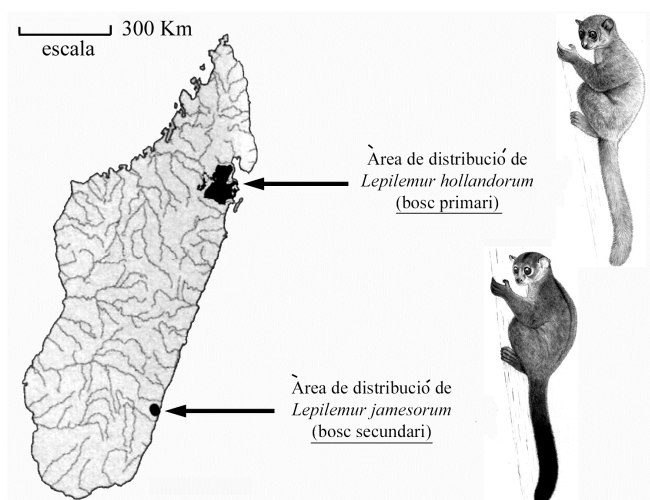 300 Km
escala
Àrea de distribució de
Lepilemur hollandorum
(bosc primari)
Àrea de distribució de
Lepilemur jamesorum
(bosc secundari)